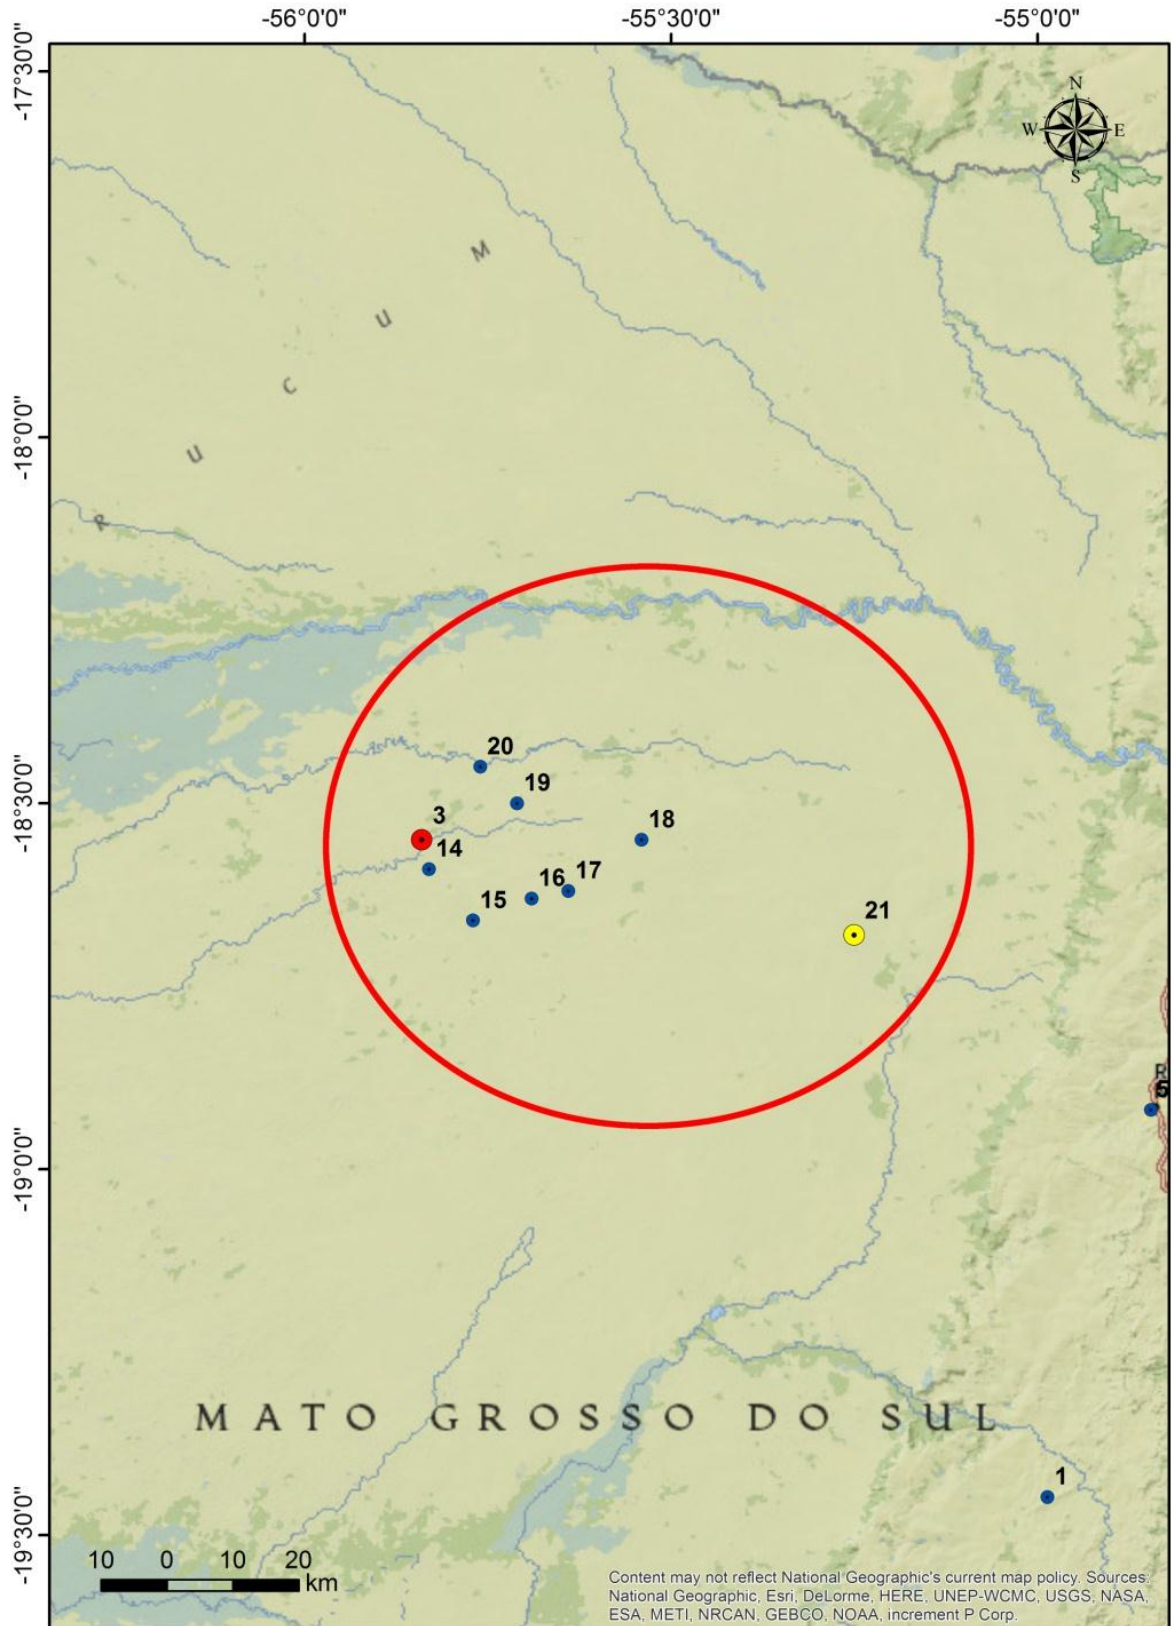 -56°0'0" -55°30'0" -55°0'0"
-17°30'0"
N
W E
S
M
U
C
-18°0'0"
U
R
20
19
-18°30'0"
3
18
14
16 17
15
21
R
5
-19°0'0"
MATO GROSSO DO SUL
1
-19°30'0"
10 0 10 20
km
Content may not reflect National Geographic's current map policy. Sources:
National Geographic, Esri, DeLorme, HERE, UNEP-WCMC, USGS, NASA,
ESA, METI, NRCAN, GEBCO, NOAA, increment P Corp.